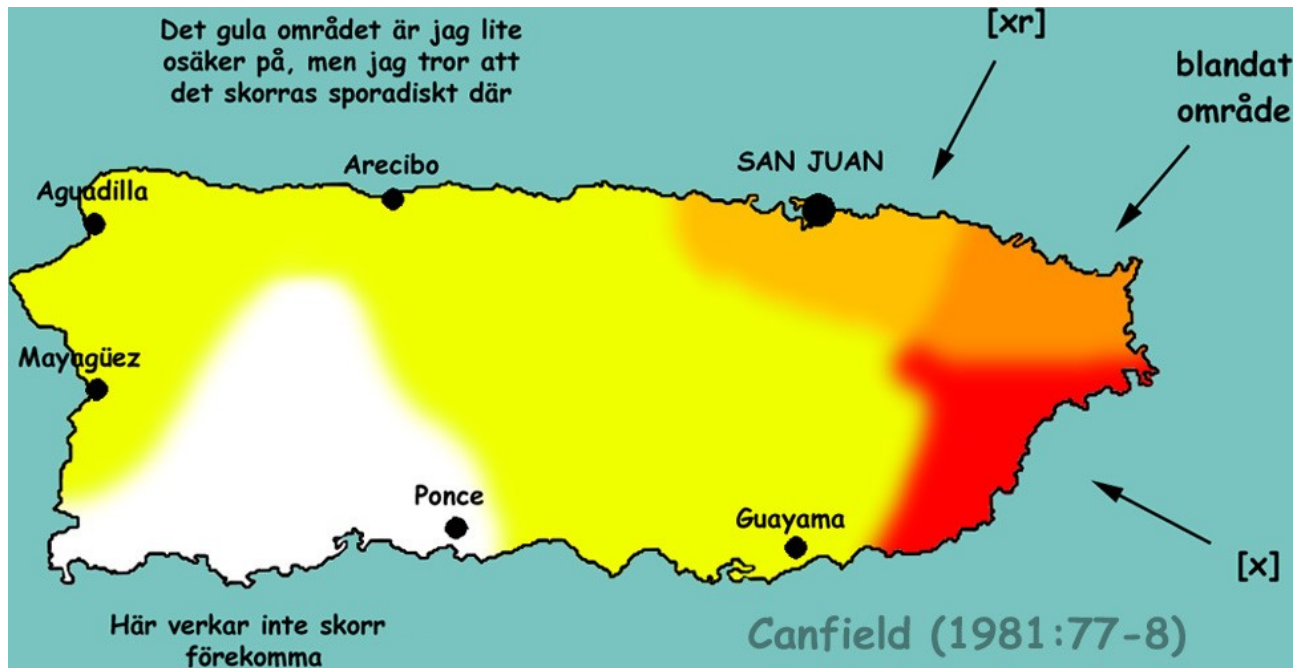 Det gula området är jag lite
osäker på, men jag tror att
det skorras sporadiskt där
[xr]
blandat
område
Arecibo
SAN JUAN
Aguadilla
Mayagüez
Ponce
Guayama
[x]
Här verkar inte skorr
förekomma
Canfield (1981:77-8)